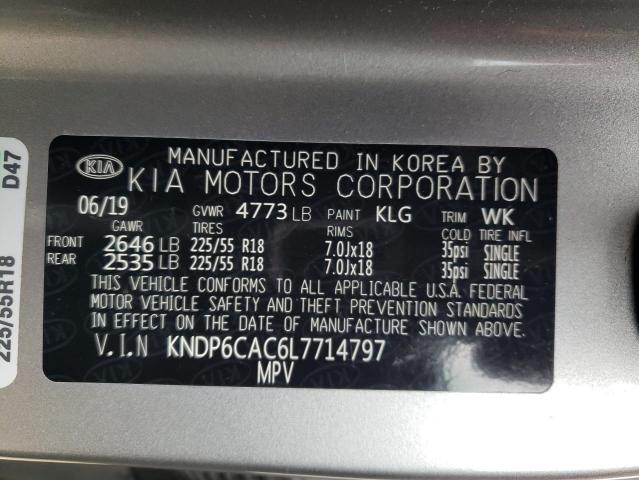 KIA MANUFACTURED IN KOREA BY
KIA MOTORS CORPORATION
06/19 GVWR 4773 LB PAINT KLG TRIM WK
GAWR TIRES RIMS COLD TIRE INFL
FRONT 2646 LB 225/55 R18 7.0Jx18 35psi SINGLE
REAR 2535 LB 225/55 R18 7.0Jx18 35psi SINGLE
THIS VEHICLE CONFORMS TO ALL APPLICABLE U.S.A. FEDERAL
MOTOR VEHICLE SAFETY AND THEFT PREVENTION STANDARDS
IN EFFECT ON THE DATE OF MANUFACTURE SHOWN ABOVE.
V.I.N KNDP6CAC6L7714797
MPV
225/55R18 D47